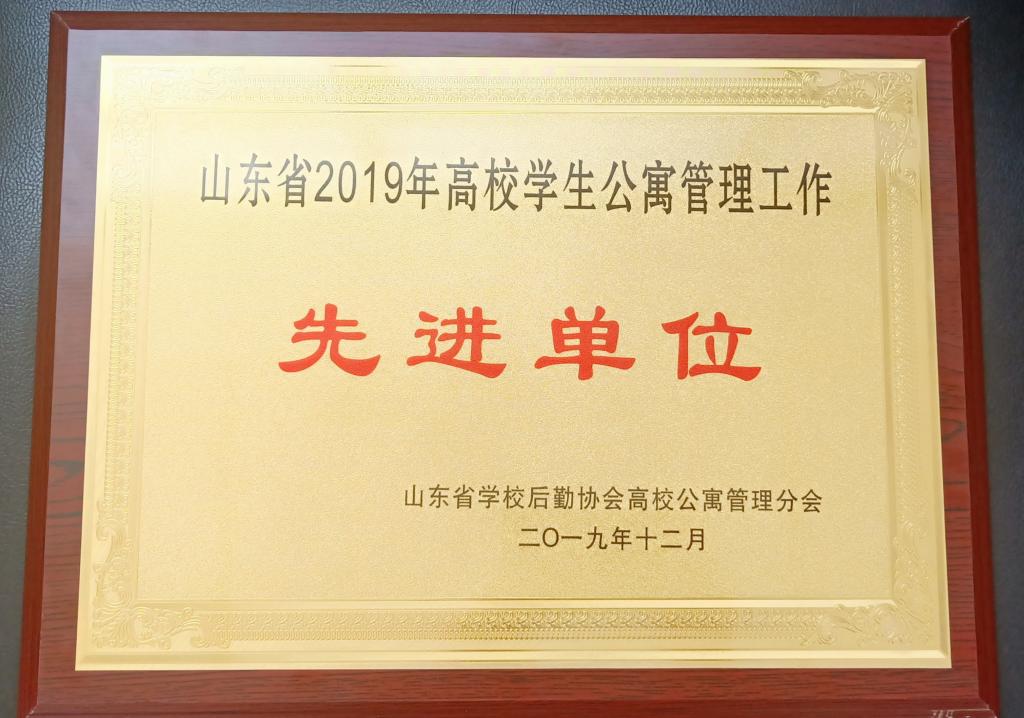 山东省2019年高校学生公寓管理工作
先进单位
山东省学校后勤协会高校公寓管理分会
二〇一九年十二月